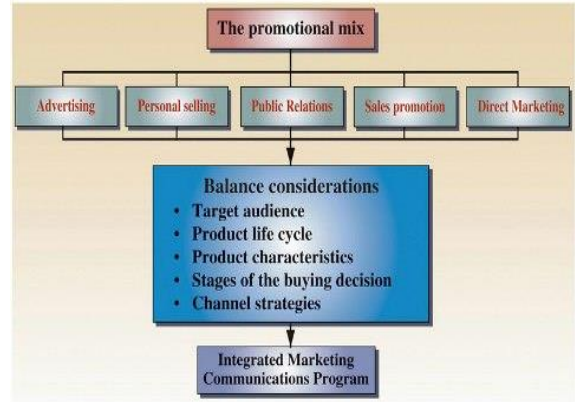 The promotional mix
Advertising
Personal selling
Public Relations
Sales promotion
Direct Marketing
Balance considerations
• Target audience
• Product life cycle
• Product characteristics
• Stages of the buying decision
• Channel strategies
Integrated Marketing
Communications Program